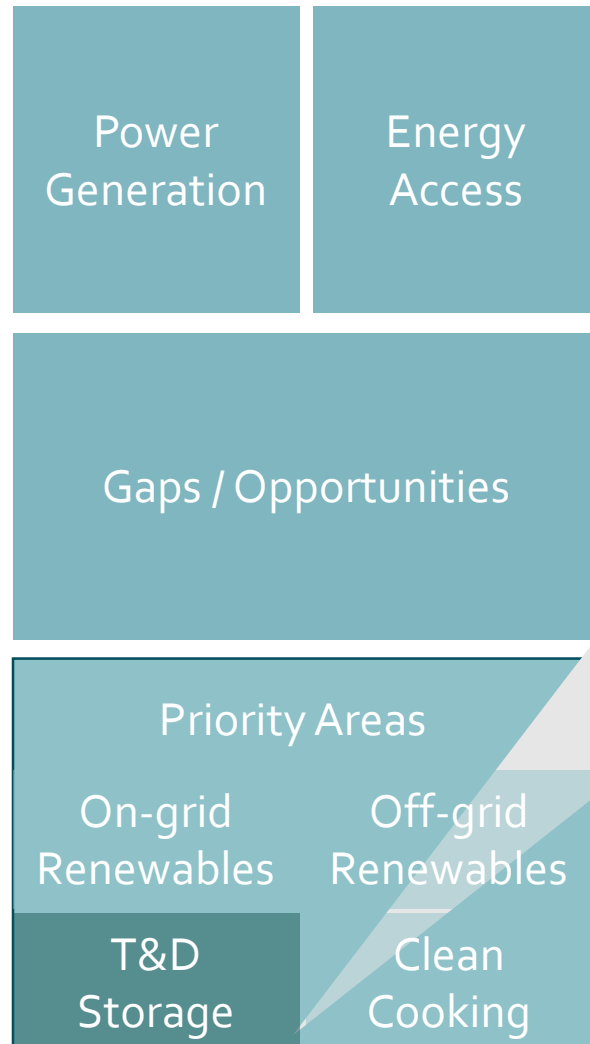 Power
Generation
Energy
Access
Gaps / Opportunities
Priority Areas
On-grid
Renewables
Off-grid
Renewables
T&D
Storage
Clean
Cooking